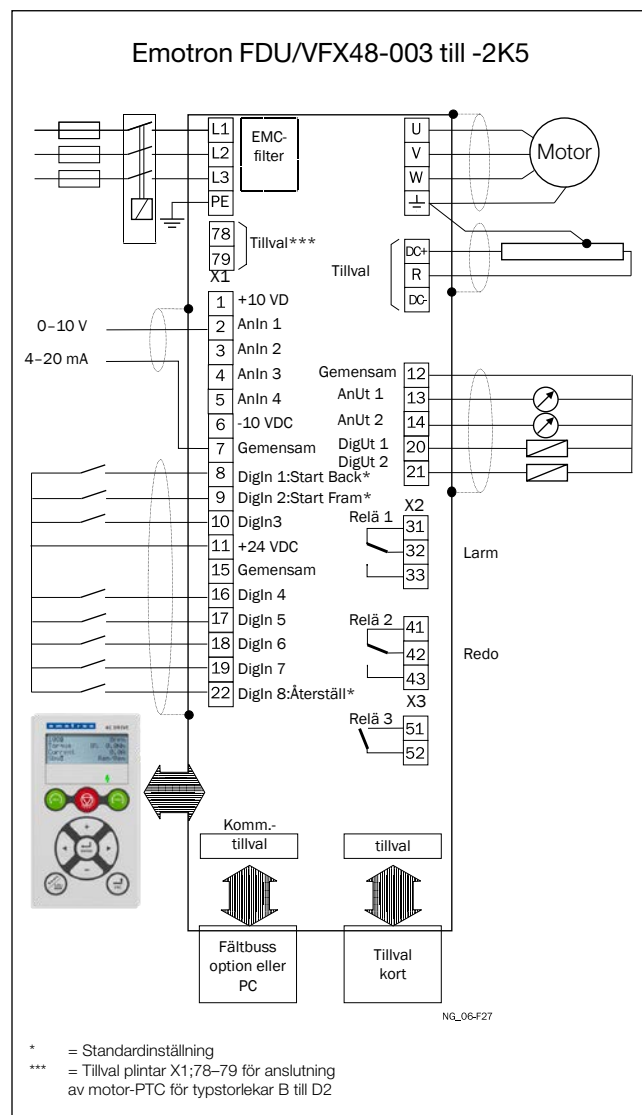 Emotron FDU/VFX48-003 till -2K5
L1
L2
L3
PE
EMC-
filter
U
V
W
Motor
78
79
Tillval***
X1
Tillval
DC+
R
DC-
0–10 V
4–20 mA
1 +10 VD
2 AnIn 1
3 AnIn 2
4 AnIn 3
5 AnIn 4
6 -10 VDC
7 Gemensam
8 DigIn 1:Start Back*
9 DigIn 2:Start Fram*
10 DigIn3
11 +24 VDC
15 Gemensam
16 DigIn 4
17 DigIn 5
18 DigIn 6
19 DigIn 7
22 DigIn 8:Återställ*
Gemensam 12
AnUt 1 13
AnUt 2 14
DigUt 1 20
DigUt 2 21
X2
Relä 1
31
32
33
Larm
Relä 2
41
42
43
Redo
X3
Relä 3
51
52
emotron
AC DRIVE
Torque
Current
Komm.-
tillval
tillval
Fältbuss
option eller
PC
Tillval
kort
NG_06-F27
* = Standardinställning
*** = Tillval plintar X1;78–79 för anslutning
av motor-PTC för typstorlekar B till D2